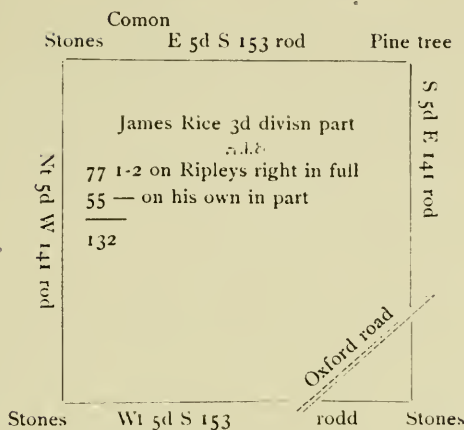 Comon
Stones E 5d S 153 rod Pine tree
S 5d E 141 rod
James Rice 3d divisn part
77 1-2 on Ripleys right in full
55 — on his own in part
132
Nt 5d W 141 rod
Oxford road
Stones Wt 5d S 153 rodd Stones